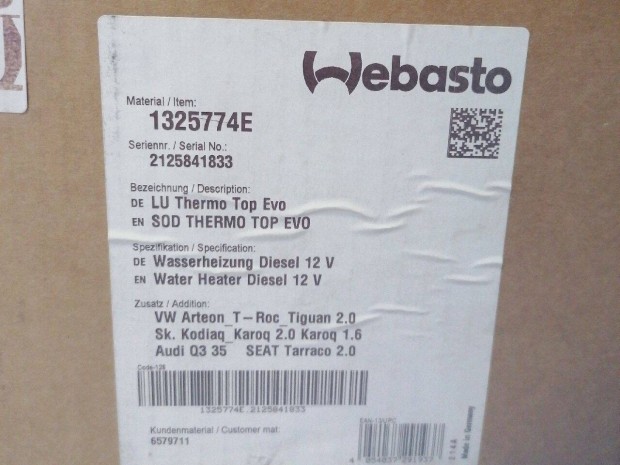 Webasto
Material / Item:
1325774E
Seriennr. / Serial No.:
2125841833
Bezeichnung / Description:
DE LU Thermo Top Evo
EN SOD THERMO TOP EVO
Spezifikation / Specification:
DE Wasserheizung Diesel 12 V
EN Water Heater Diesel 12 V
Zusatz / Addition:
VW Arteon_T-Roc_Tiguan 2.0
Sk. Kodiaq_Karoq 2.0 Karoq 1.6
Audi Q3 35 SEAT Tarraco 2.0
Code-128
1325774E.2125841833
Kundenmaterial / Customer mat:
6579711
Made in Germany